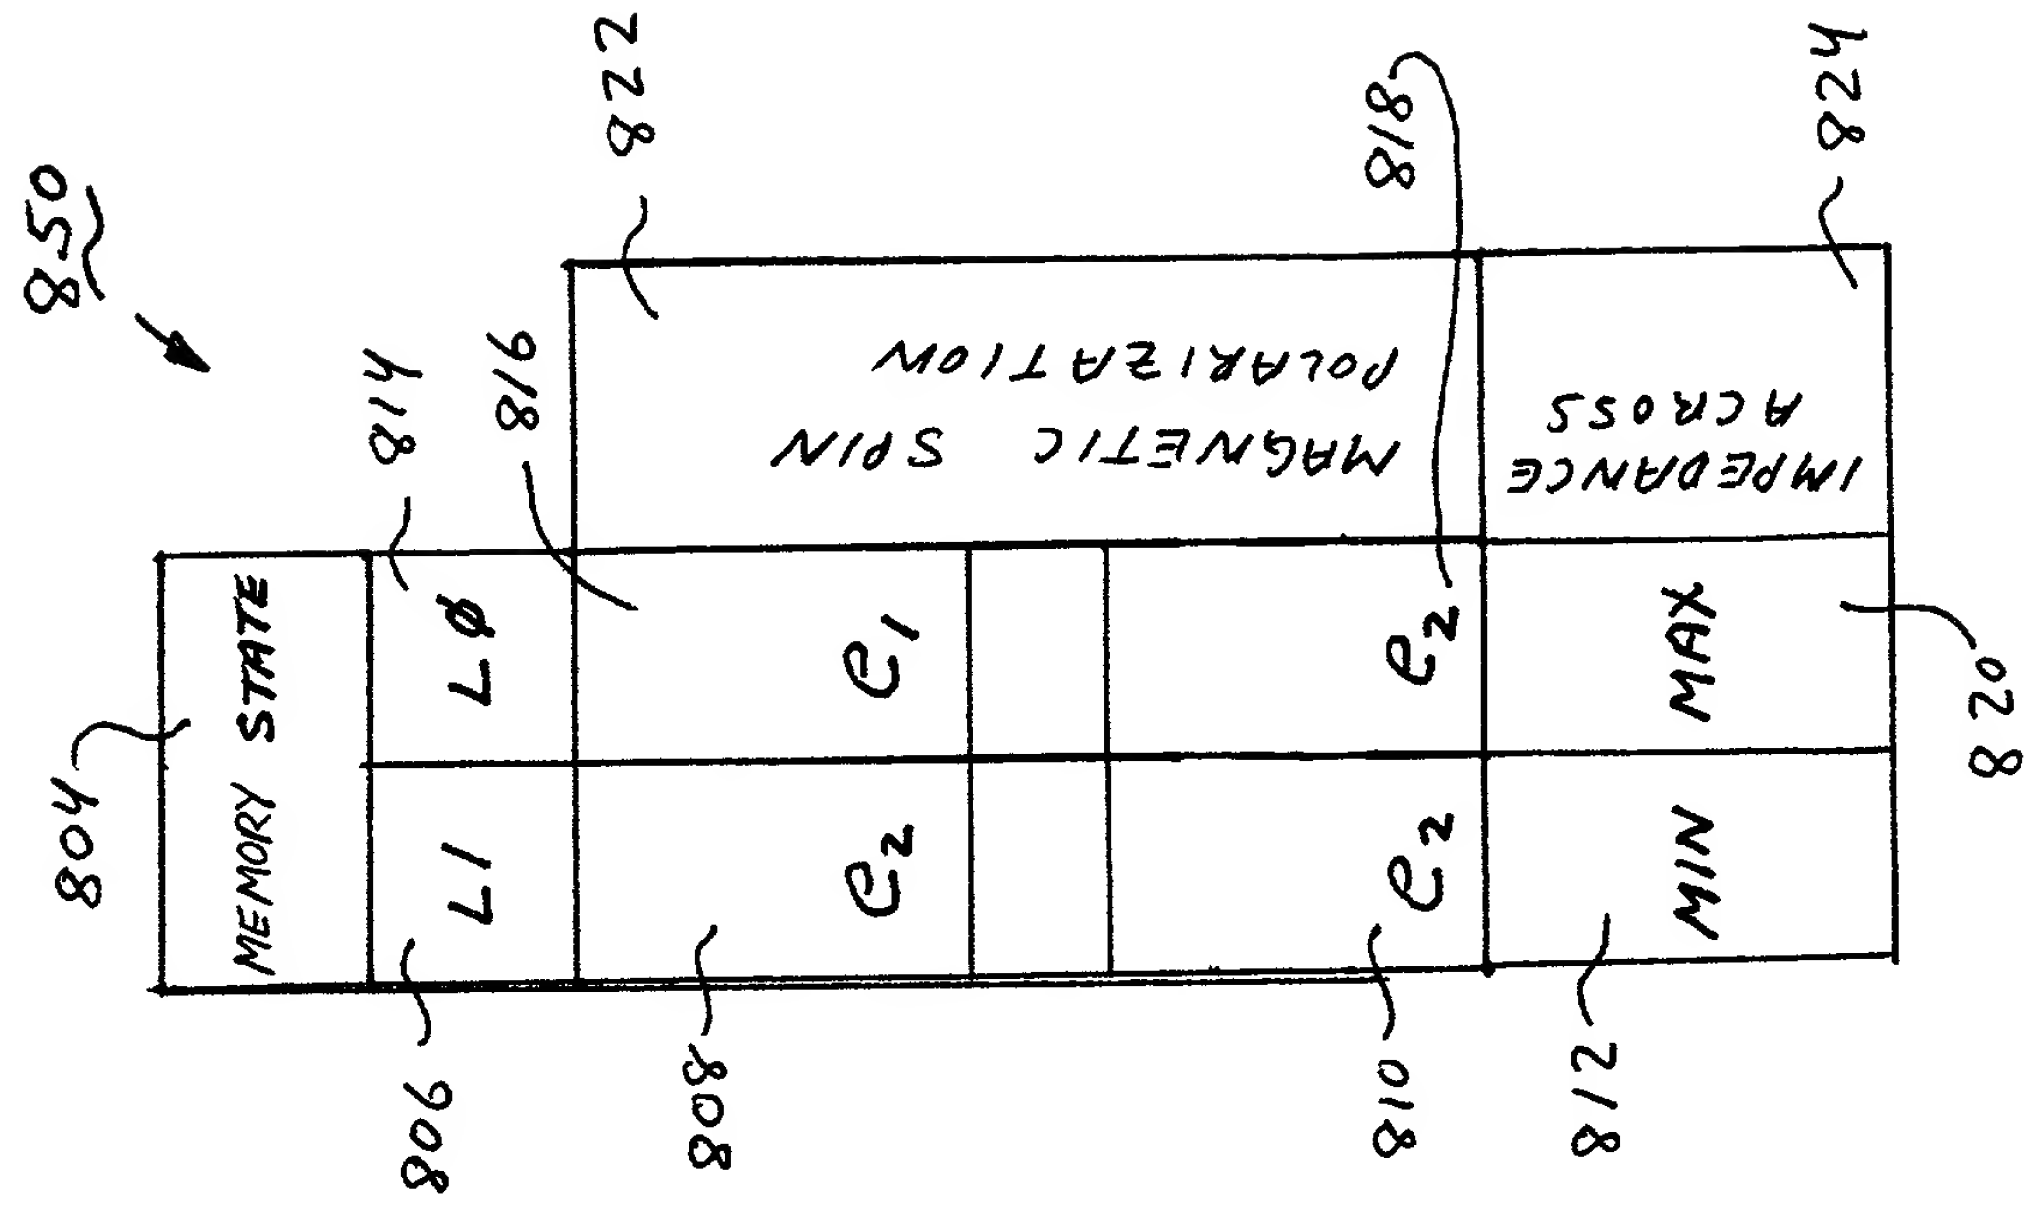 850
804
MEMORY STATE
814
806
L1 LØ
816
822
808
e2 e1
MAGNETIC SPIN
POLARIZATION
818
810
e2 e2
812
MIN MAX
IMPEDANCE
ACROSS
824
820